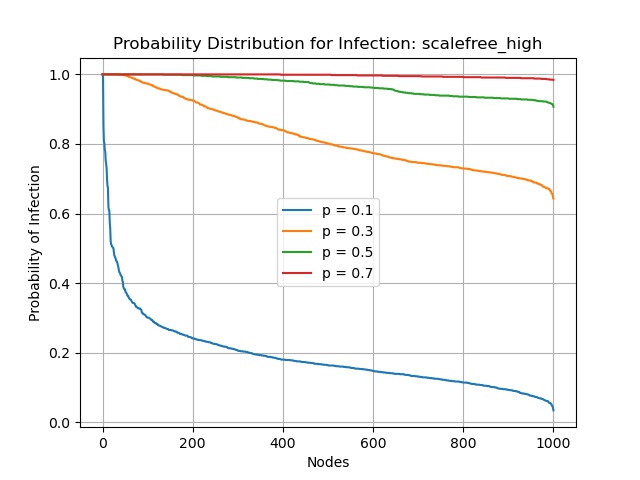 Probability Distribution for Infection: scalefree_high
Probability of Infection
1.0
0.8
0.6
0.4
0.2
0.0
p = 0.1
p = 0.3
p = 0.5
p = 0.7
0 200 400 600 800 1000
Nodes